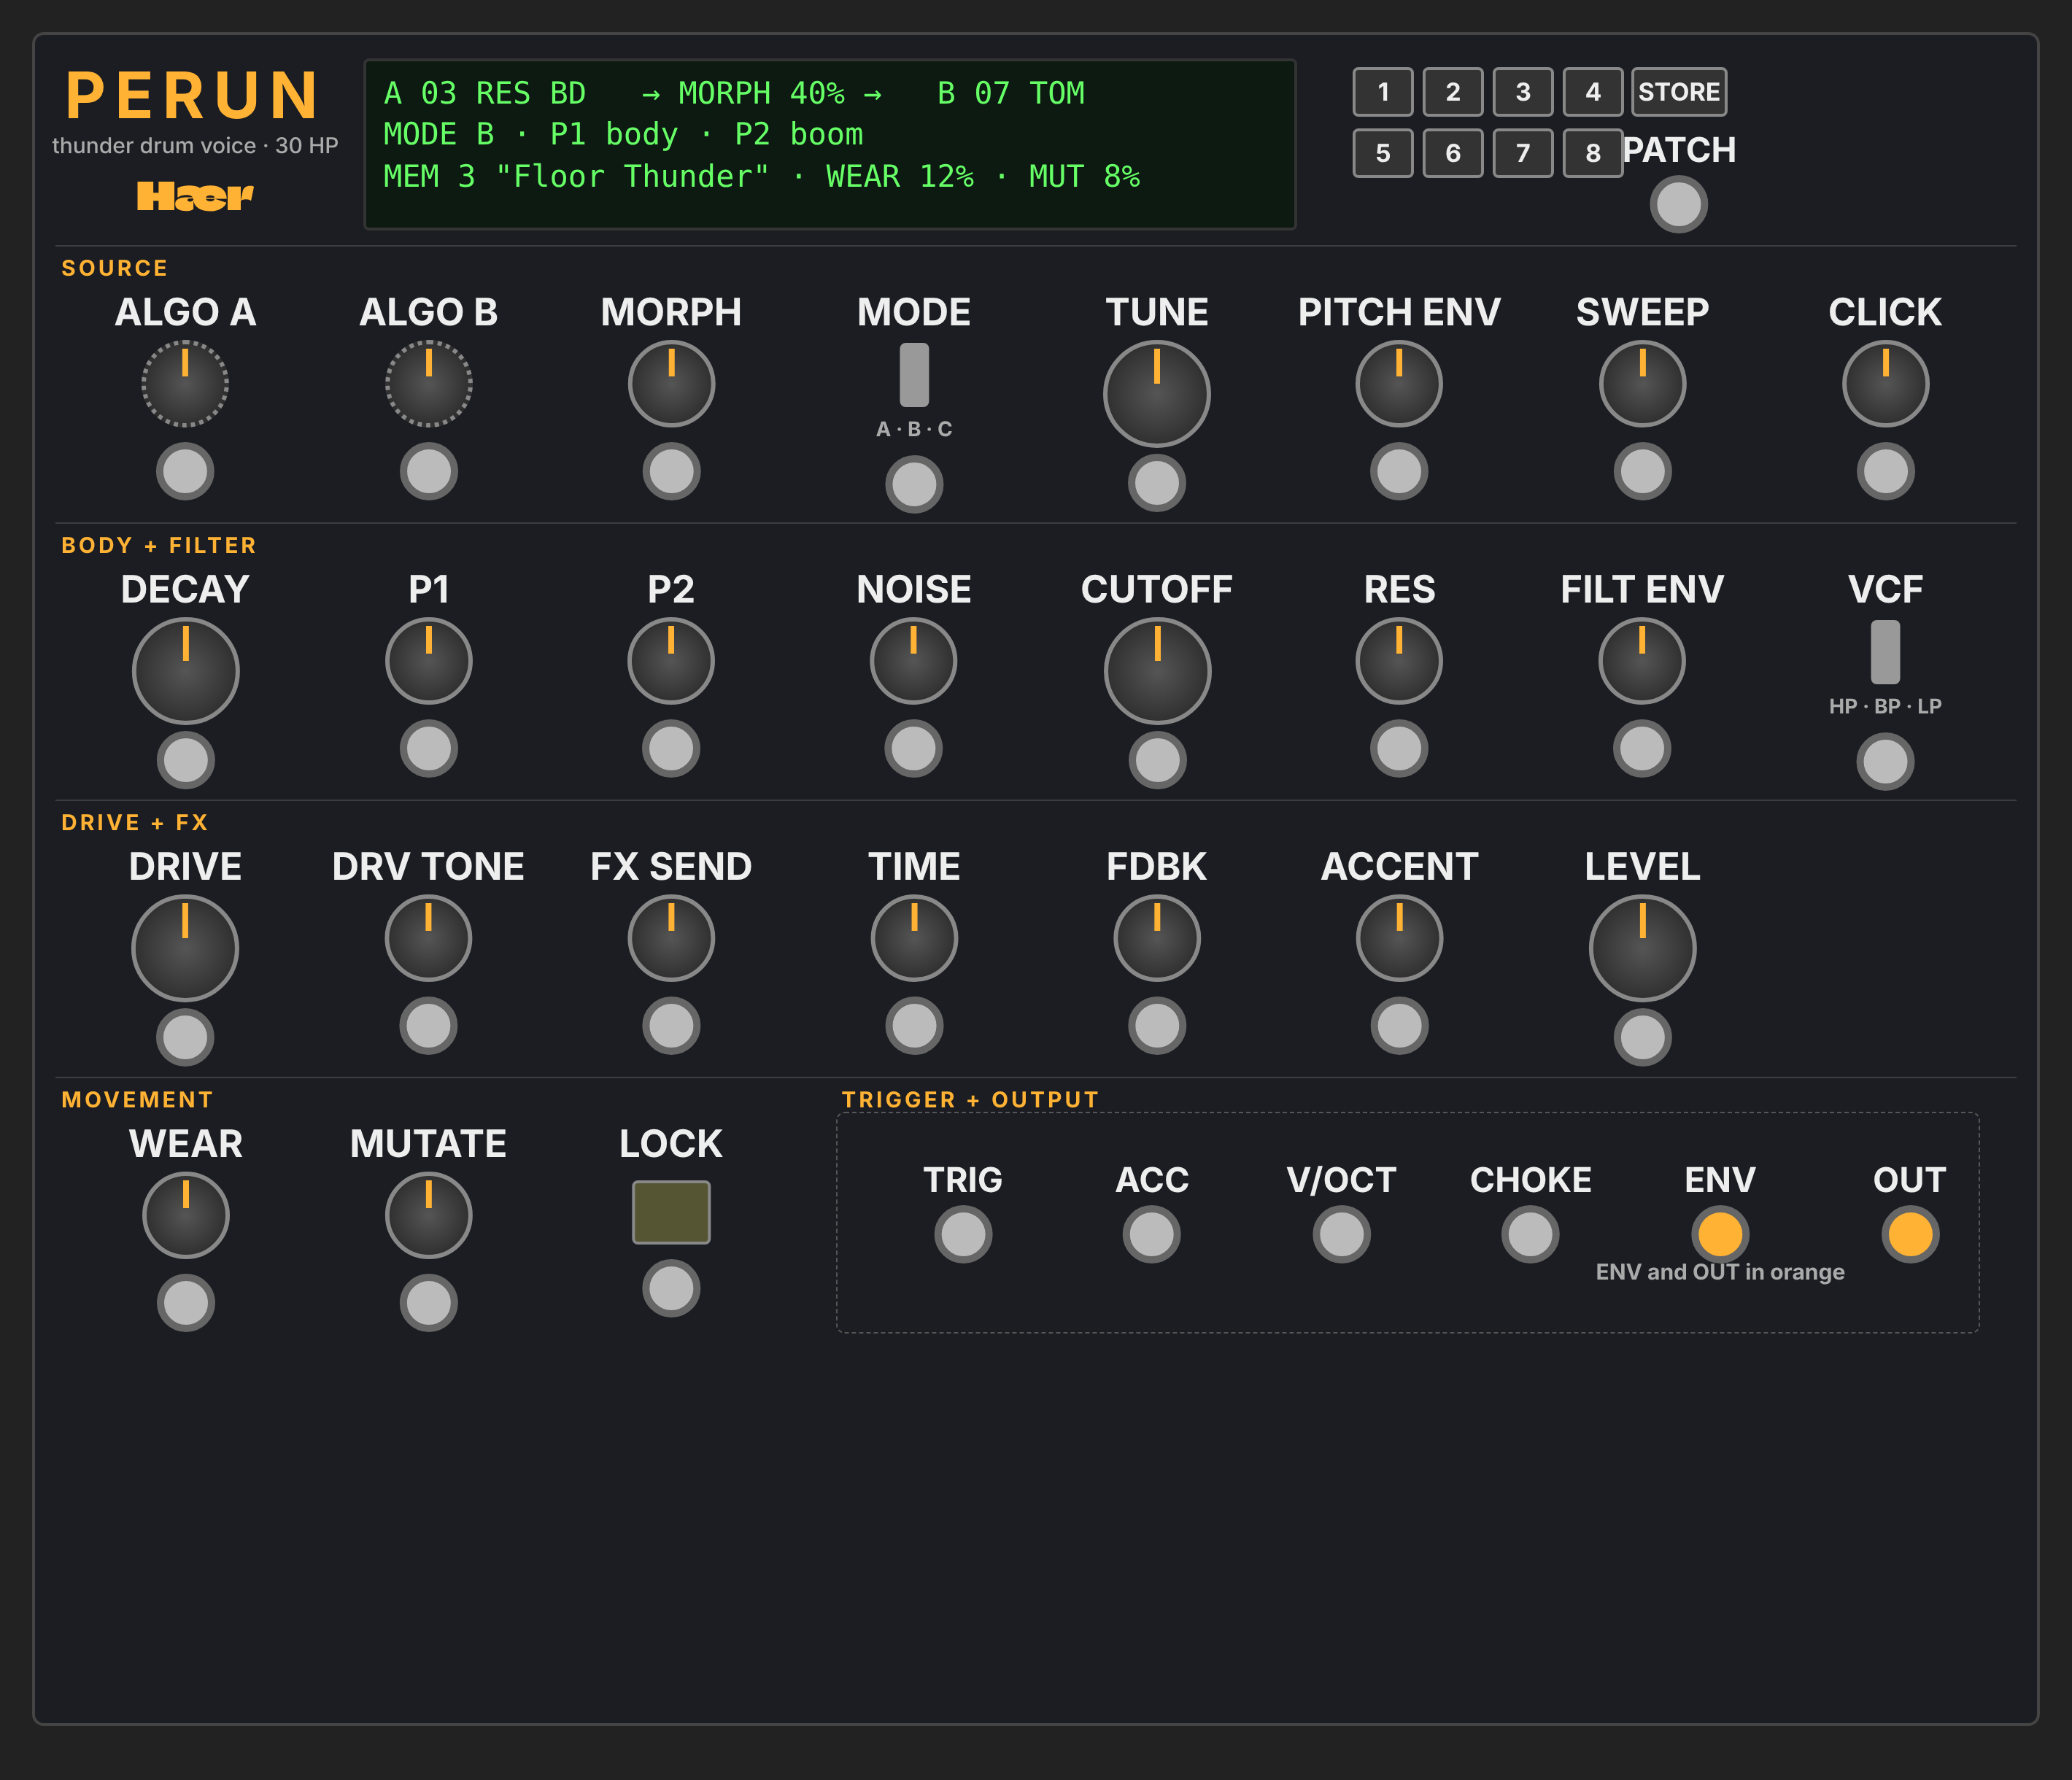 PERUN
thunder drum voice · 30 HP
Hær
A 03 RES BD → MORPH 40% → B 07 TOM
MODE B · P1 body · P2 boom
MEM 3 "Floor Thunder" · WEAR 12% · MUT 8%
1 2 3 4 STORE
5 6 7 8 PATCH
SOURCE
ALGO A ALGO B MORPH MODE TUNE PITCH ENV SWEEP CLICK
A · B · C
BODY + FILTER
DECAY P1 P2 NOISE CUTOFF RES FILT ENV VCF
HP · BP · LP
DRIVE + FX
DRIVE DRV TONE FX SEND TIME FDBK ACCENT LEVEL
MOVEMENT
WEAR MUTATE LOCK
TRIGGER + OUTPUT
TRIG ACC V/OCT CHOKE ENV OUT
ENV and OUT in orange